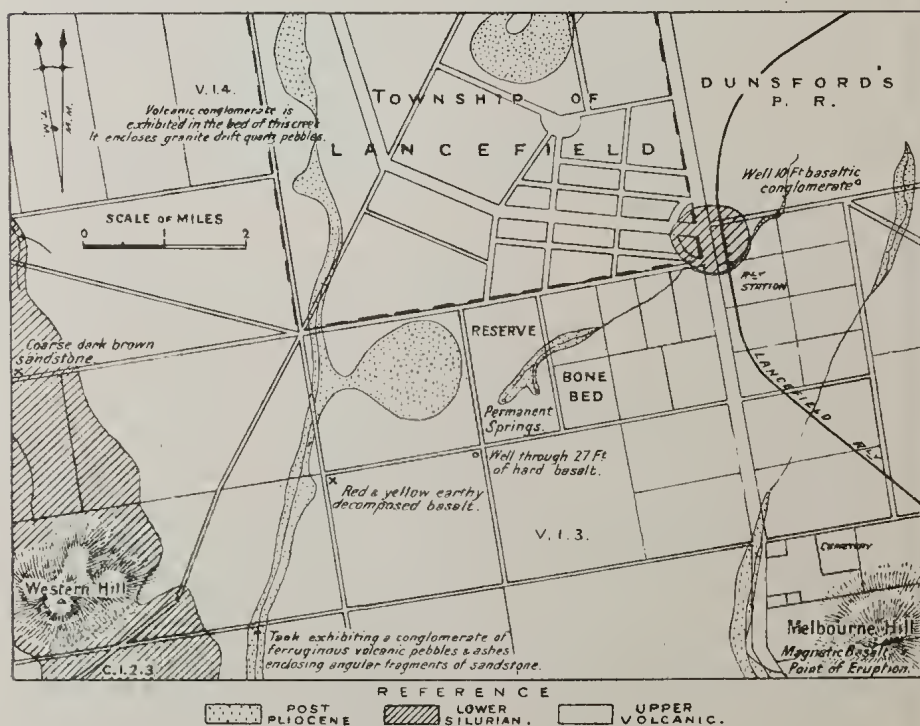 T.N.
M.N.
V.1.4.
Volcanic conglomerate is
exhibited in the bed of this creek
It encloses granite drift quartz pebbles.
TOWNSHIP OF
LANCEFIELD
DUNSFORD'S
P. R.
Well 10 Ft basaltic
conglomerate
SCALE OF MILES
0 1 2
RLY
STATION
Coarse dark brown
sandstone.
RESERVE
BONE
BED
LANCEFIELD RLY
Permanent
Springs.
Well through 27 Ft
of hard basalt.
Red & yellow earthy
decomposed basalt.
V.1.3.
CEMETERY
Western Hill
Melbourne Hill
Magnetic Basalt
Point of Eruption.
Tank exhibiting a conglomerate of
ferruginous volcanic pebbles & ashes
enclosing angular fragments of sandstone.
C.1.2.3
REFERENCE
POST
PLIOCENE
LOWER
SILURIAN.
UPPER
VOLCANIC.